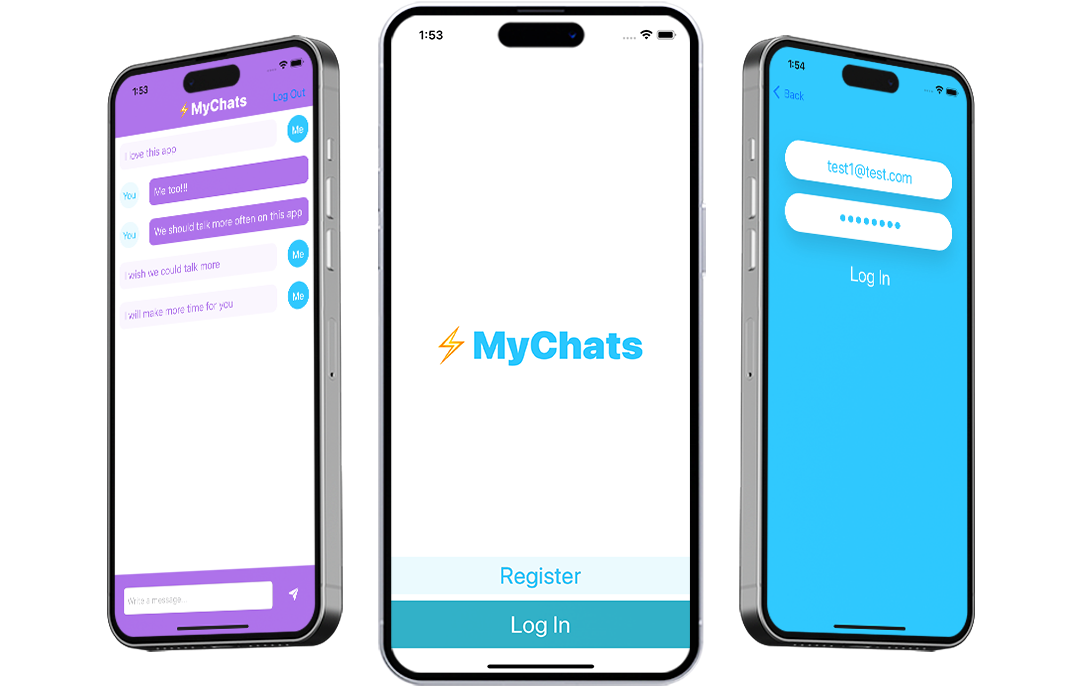 1:53
⚡MyChats
Log Out
I love this app
Me
You
Me too!!!
You
We should talk more often on this app
I wish we could talk more
Me
I will make more time for you
Me
Write a message...
1:53
⚡MyChats
Register
Log In
1:54
Back
test1@test.com
••••••••
Log In